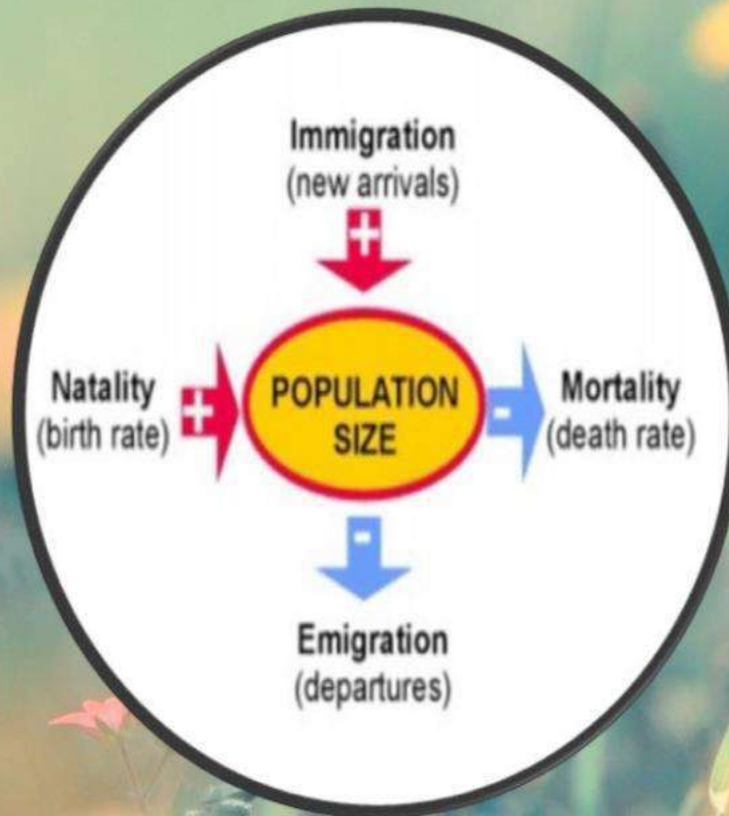 Immigration
(new arrivals)
+
Natality
(birth rate)
+
POPULATION
SIZE
-
Mortality
(death rate)
-
Emigration
(departures)